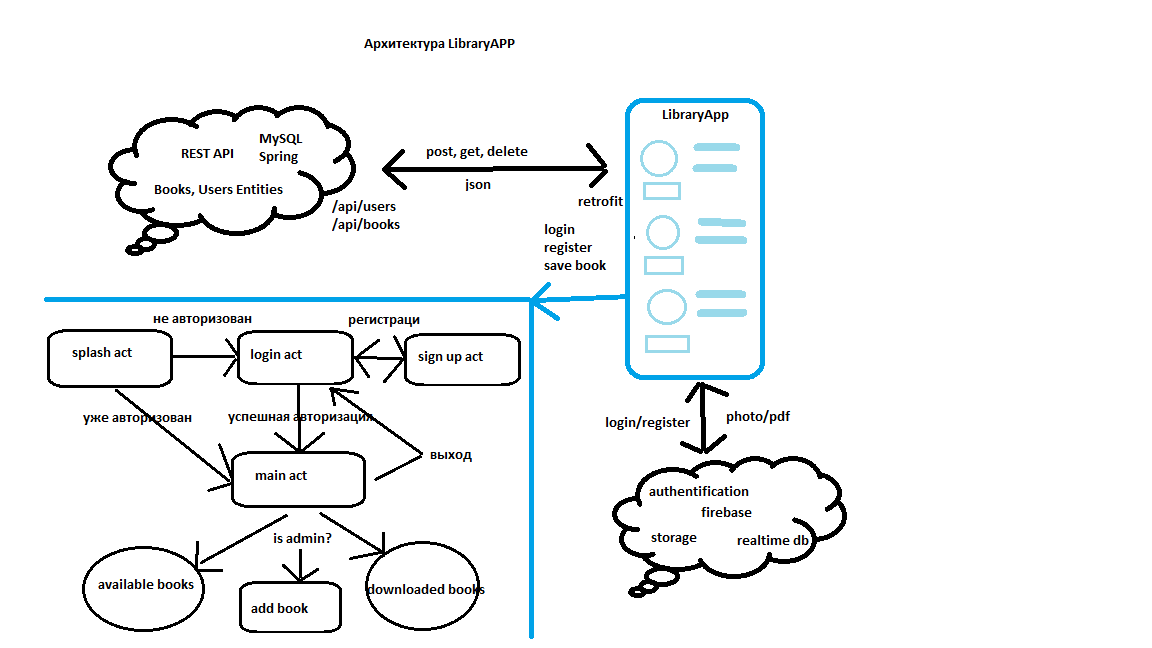 Архитектура LibraryAPP
LibraryApp
REST API
MySQL
Spring
Books, Users Entities
/api/users
/api/books
post, get, delete
json
retrofit
login
register
save book
не авторизован
регистраци
splash act
login act
sign up act
уже авторизован
успешная авторизация
выход
main act
is admin?
available books
add book
downloaded books
login/register
photo/pdf
authentification
firebase
storage
realtime db